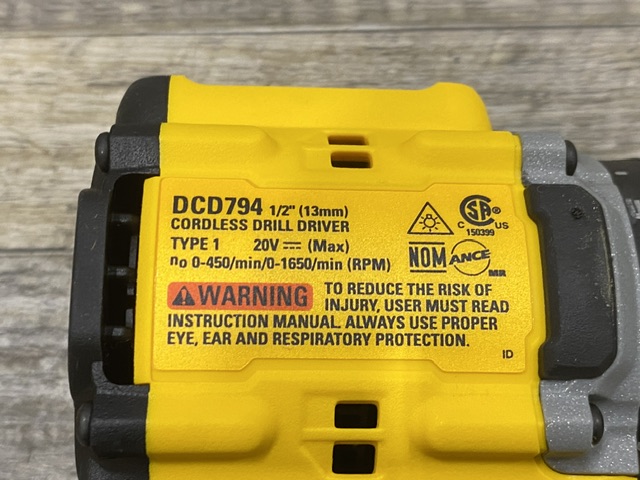 DCD794 1/2" (13mm)
CORDLESS DRILL DRIVER
TYPE 1 20V ⎓ (Max)
no 0-450/min/0-1650/min (RPM)
C SA ® C US
150399
NOM ANCE MR
⚠WARNING TO REDUCE THE RISK OF
INJURY, USER MUST READ
INSTRUCTION MANUAL. ALWAYS USE PROPER
EYE, EAR AND RESPIRATORY PROTECTION.
ID